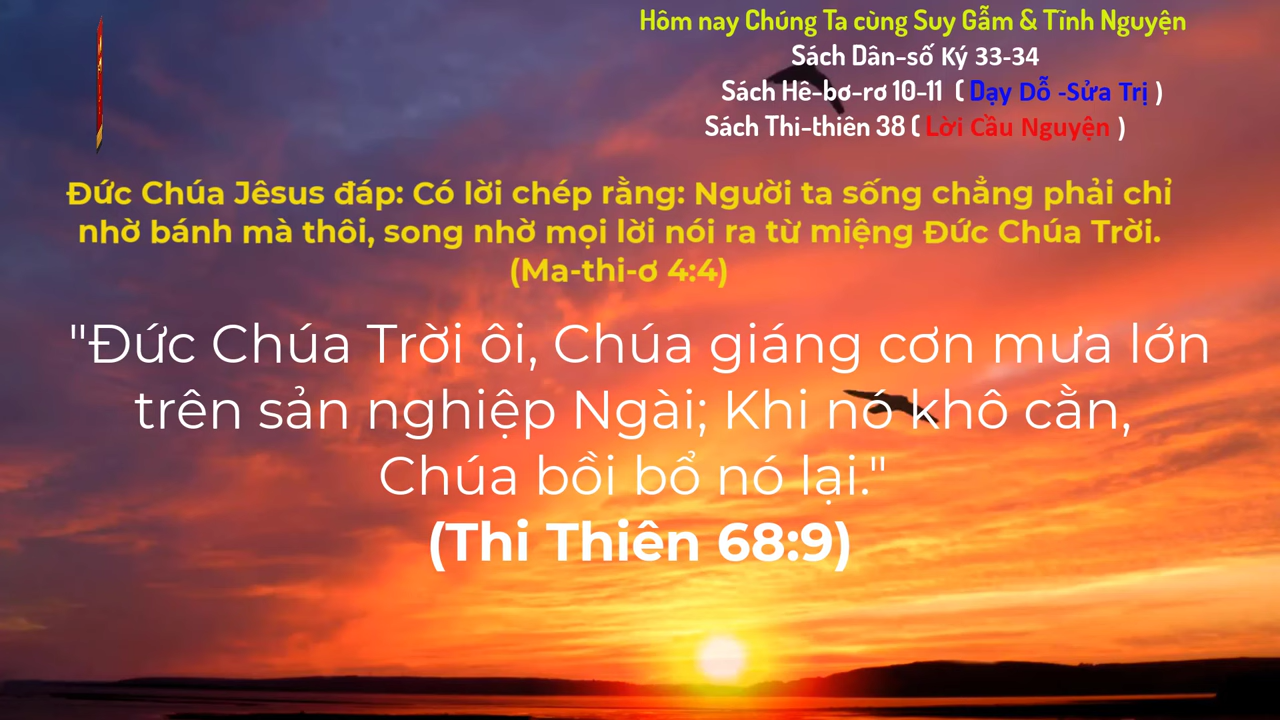 Hôm nay Chúng Ta cùng Suy Gẫm & Tĩnh Nguyện
Sách Dân-số Ký 33-34
Sách Hê-bơ-rơ 10-11 ( Dạy Dỗ -Sửa Trị )
Sách Thi-thiên 38 ( Lời Cầu Nguyện )
Đức Chúa Jêsus đáp: Có lời chép rằng: Người ta sống chẳng phải chỉ
nhờ bánh mà thôi, song nhờ mọi lời nói ra từ miệng Đức Chúa Trời.
(Ma-thi-ơ 4:4)
"Đức Chúa Trời ôi, Chúa giáng cơn mưa lớn
trên sản nghiệp Ngài; Khi nó khô cằn,
Chúa bồi bổ nó lại."
(Thi Thiên 68:9)